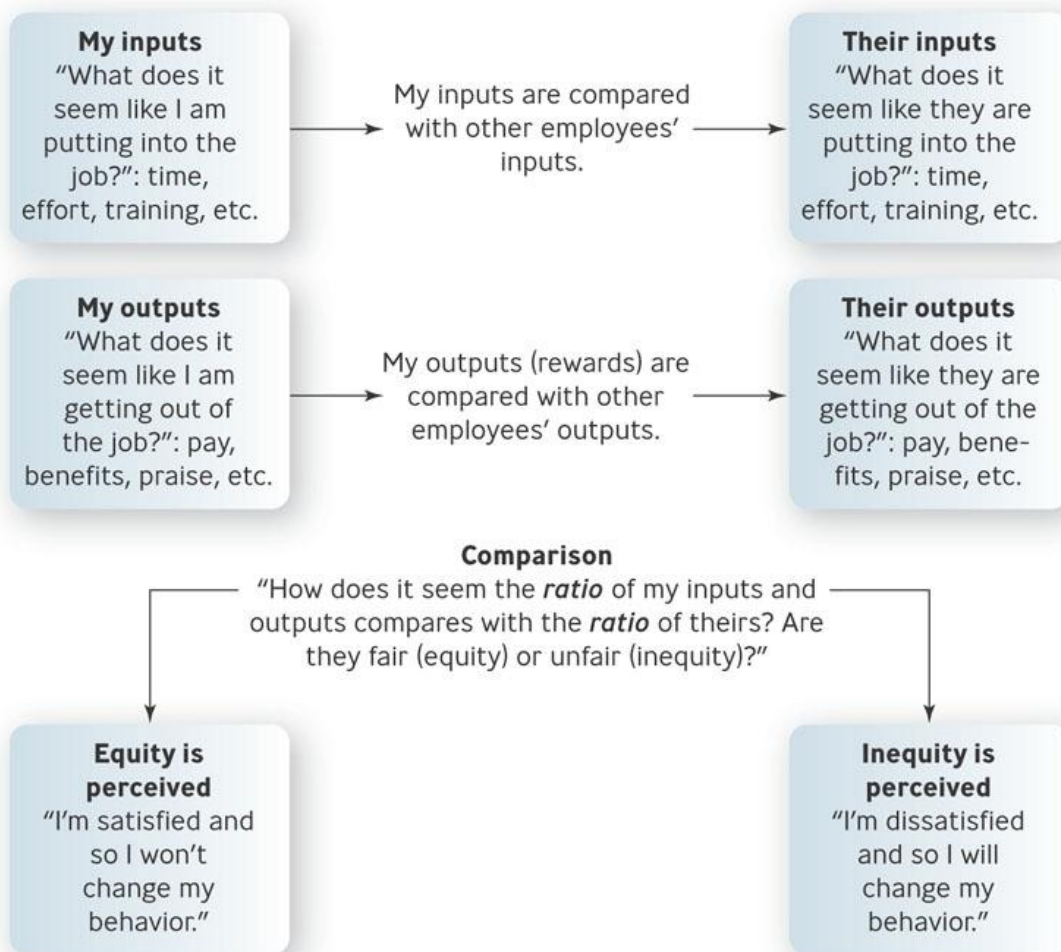 My inputs
“What does it
seem like I am
putting into the
job?”: time,
effort, training, etc.
My inputs are compared
with other employees’
inputs.
Their inputs
“What does it
seem like they are
putting into the
job?”: time,
effort, training, etc.
My outputs
“What does it
seem like I am
getting out of
the job?”: pay,
benefits, praise, etc.
My outputs (rewards) are
compared with other
employees’ outputs.
Their outputs
“What does it
seem like they are
getting out of the
job?”: pay, bene-
fits, praise, etc.
Comparison
“How does it seem the ratio of my inputs and
outputs compares with the ratio of theirs? Are
they fair (equity) or unfair (inequity)?”
Equity is
perceived
“I’m satisfied and
so I won’t
change my
behavior.”
Inequity is
perceived
“I’m dissatisfied
and so I will
change my
behavior.”